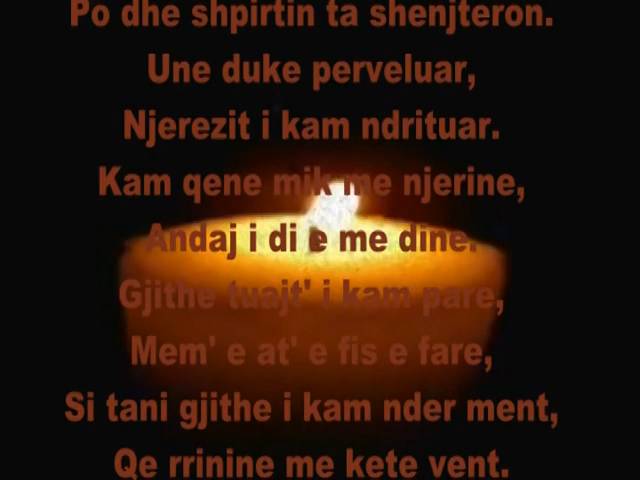 Po dhe shpirtin ta shenjteron.
Une duke perveluar,
Njerezit i kam ndrituar.
Kam qene mik me njerine,
Andaj i di e me dine.
Gjithe tuajt' i kam pare,
Mem' e at' e fis e fare,
Si tani gjithe i kam nder ment,
Qe rrinine me kete vent.